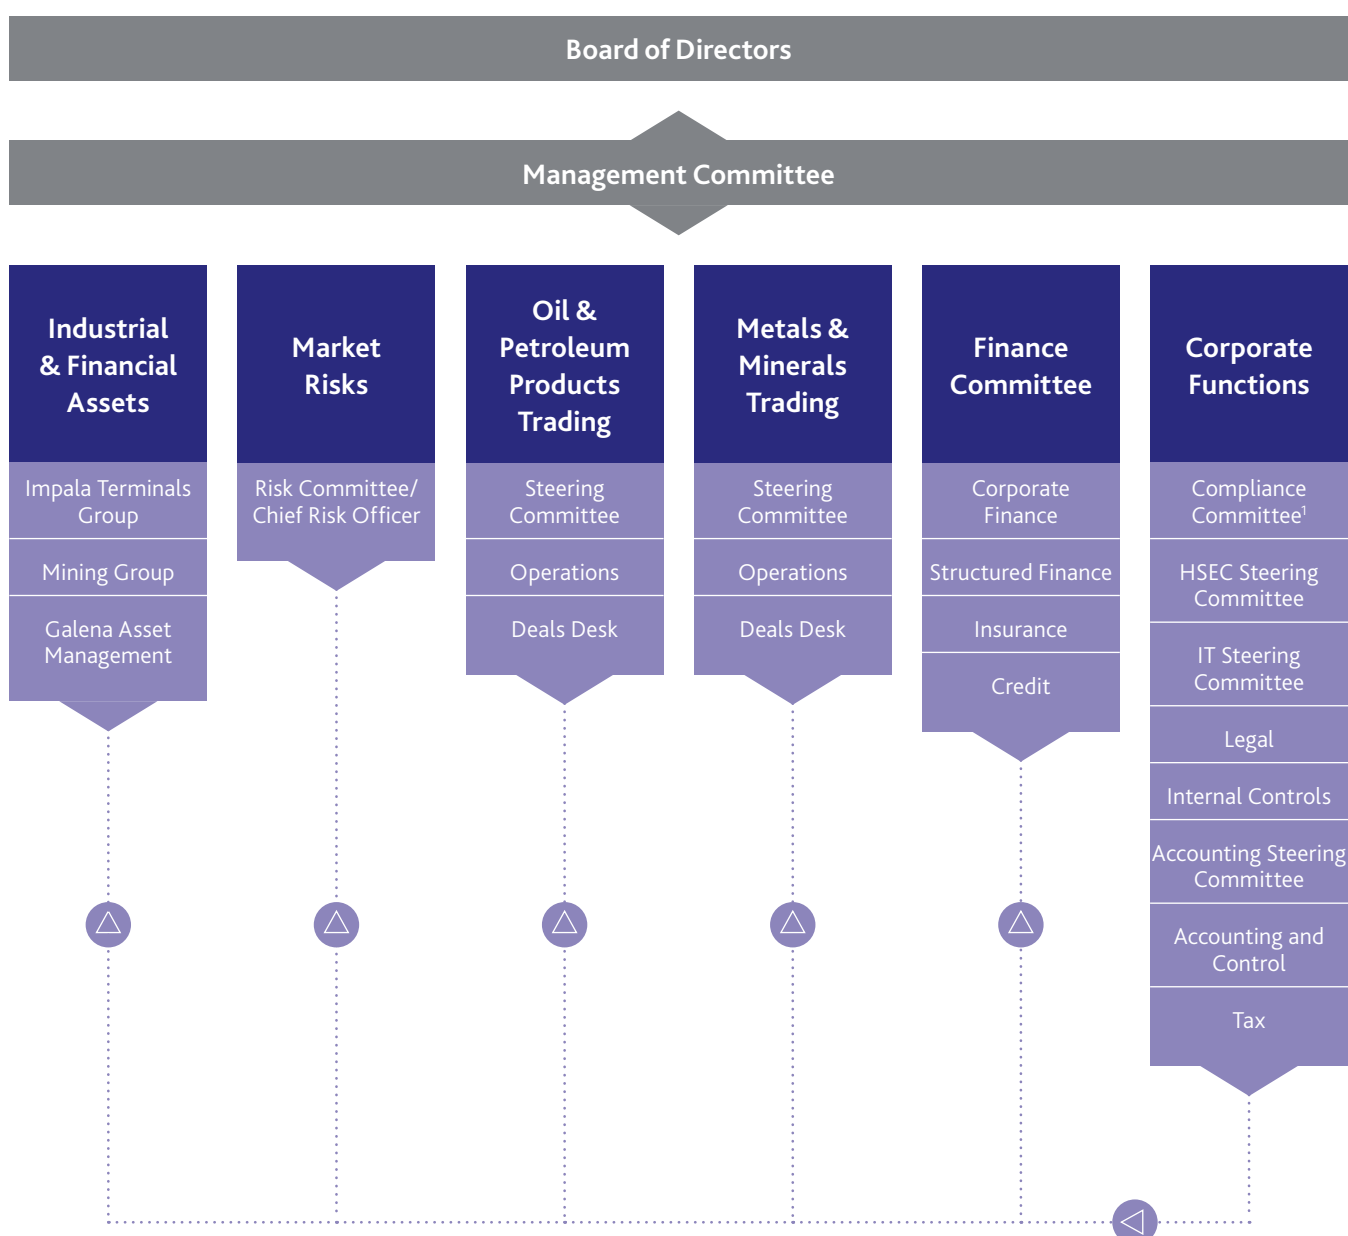 Board of Directors
Management Committee
Industrial
& Financial
Assets
Impala Terminals
Group
Mining Group
Galena Asset
Management
Market
Risks
Risk Committee/
Chief Risk Officer
Oil &
Petroleum
Products
Trading
Steering
Committee
Operations
Deals Desk
Metals &
Minerals
Trading
Steering
Committee
Operations
Deals Desk
Finance
Committee
Corporate
Finance
Structured Finance
Insurance
Credit
Corporate
Functions
Compliance
Committee¹
HSEC Steering
Committee
IT Steering
Committee
Legal
Internal Controls
Accounting Steering
Committee
Accounting and
Control
Tax